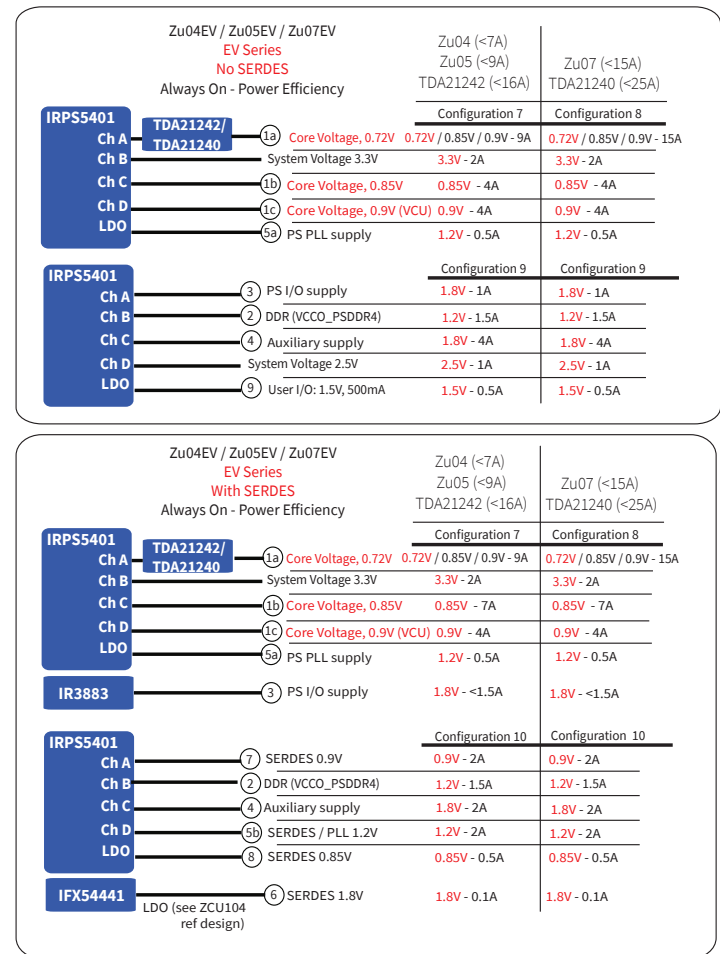 Zu04EV / Zu05EV / Zu07EV
EV Series
No SERDES
Always On - Power Efficiency
Zu04 (<7A)
Zu05 (<9A)
TDA21242 (<16A)
Zu07 (<15A)
TDA21240 (<25A)
Configuration 7
Configuration 8
IRPS5401
TDA21242/
TDA21240
Ch A
1a Core Voltage, 0.72V 0.72V / 0.85V / 0.9V - 9A 0.72V / 0.85V / 0.9V - 15A
Ch B System Voltage 3.3V 3.3V - 2A 3.3V - 2A
Ch C 1b Core Voltage, 0.85V 0.85V - 4A 0.85V - 4A
Ch D 1c Core Voltage, 0.9V (VCU) 0.9V - 4A 0.9V - 4A
LDO 5a PS PLL supply 1.2V - 0.5A 1.2V - 0.5A
IRPS5401 Configuration 9 Configuration 9
Ch A 3 PS I/O supply 1.8V - 1A 1.8V - 1A
Ch B 2 DDR (VCCO_PSDDR4) 1.2V - 1.5A 1.2V - 1.5A
Ch C 4 Auxiliary supply 1.8V - 4A 1.8V - 4A
Ch D System Voltage 2.5V 2.5V - 1A 2.5V - 1A
LDO 9 User I/O: 1.5V, 500mA 1.5V - 0.5A 1.5V - 0.5A
Zu04EV / Zu05EV / Zu07EV
EV Series
With SERDES
Always On - Power Efficiency
Zu04 (<7A)
Zu05 (<9A)
TDA21242 (<16A)
Zu07 (<15A)
TDA21240 (<25A)
Configuration 7
Configuration 8
IRPS5401
TDA21242/
TDA21240
Ch A
1a Core Voltage, 0.72V 0.72V / 0.85V / 0.9V - 9A 0.72V / 0.85V / 0.9V - 15A
Ch B System Voltage 3.3V 3.3V - 2A 3.3V - 2A
Ch C 1b Core Voltage, 0.85V 0.85V - 7A 0.85V - 7A
Ch D 1c Core Voltage, 0.9V (VCU) 0.9V - 4A 0.9V - 4A
LDO 5a PS PLL supply 1.2V - 0.5A 1.2V - 0.5A
IR3883 3 PS I/O supply 1.8V - <1.5A 1.8V - <1.5A
IRPS5401 Configuration 10 Configuration 10
Ch A 7 SERDES 0.9V 0.9V - 2A 0.9V - 2A
Ch B 2 DDR (VCCO_PSDDR4) 1.2V - 1.5A 1.2V - 1.5A
Ch C 4 Auxiliary supply 1.8V - 2A 1.8V - 2A
Ch D 5b SERDES / PLL 1.2V 1.2V - 2A 1.2V - 2A
LDO 8 SERDES 0.85V 0.85V - 0.5A 0.85V - 0.5A
IFX54441 6 SERDES 1.8V 1.8V - 0.1A 1.8V - 0.1A
LDO (see ZCU104
ref design)